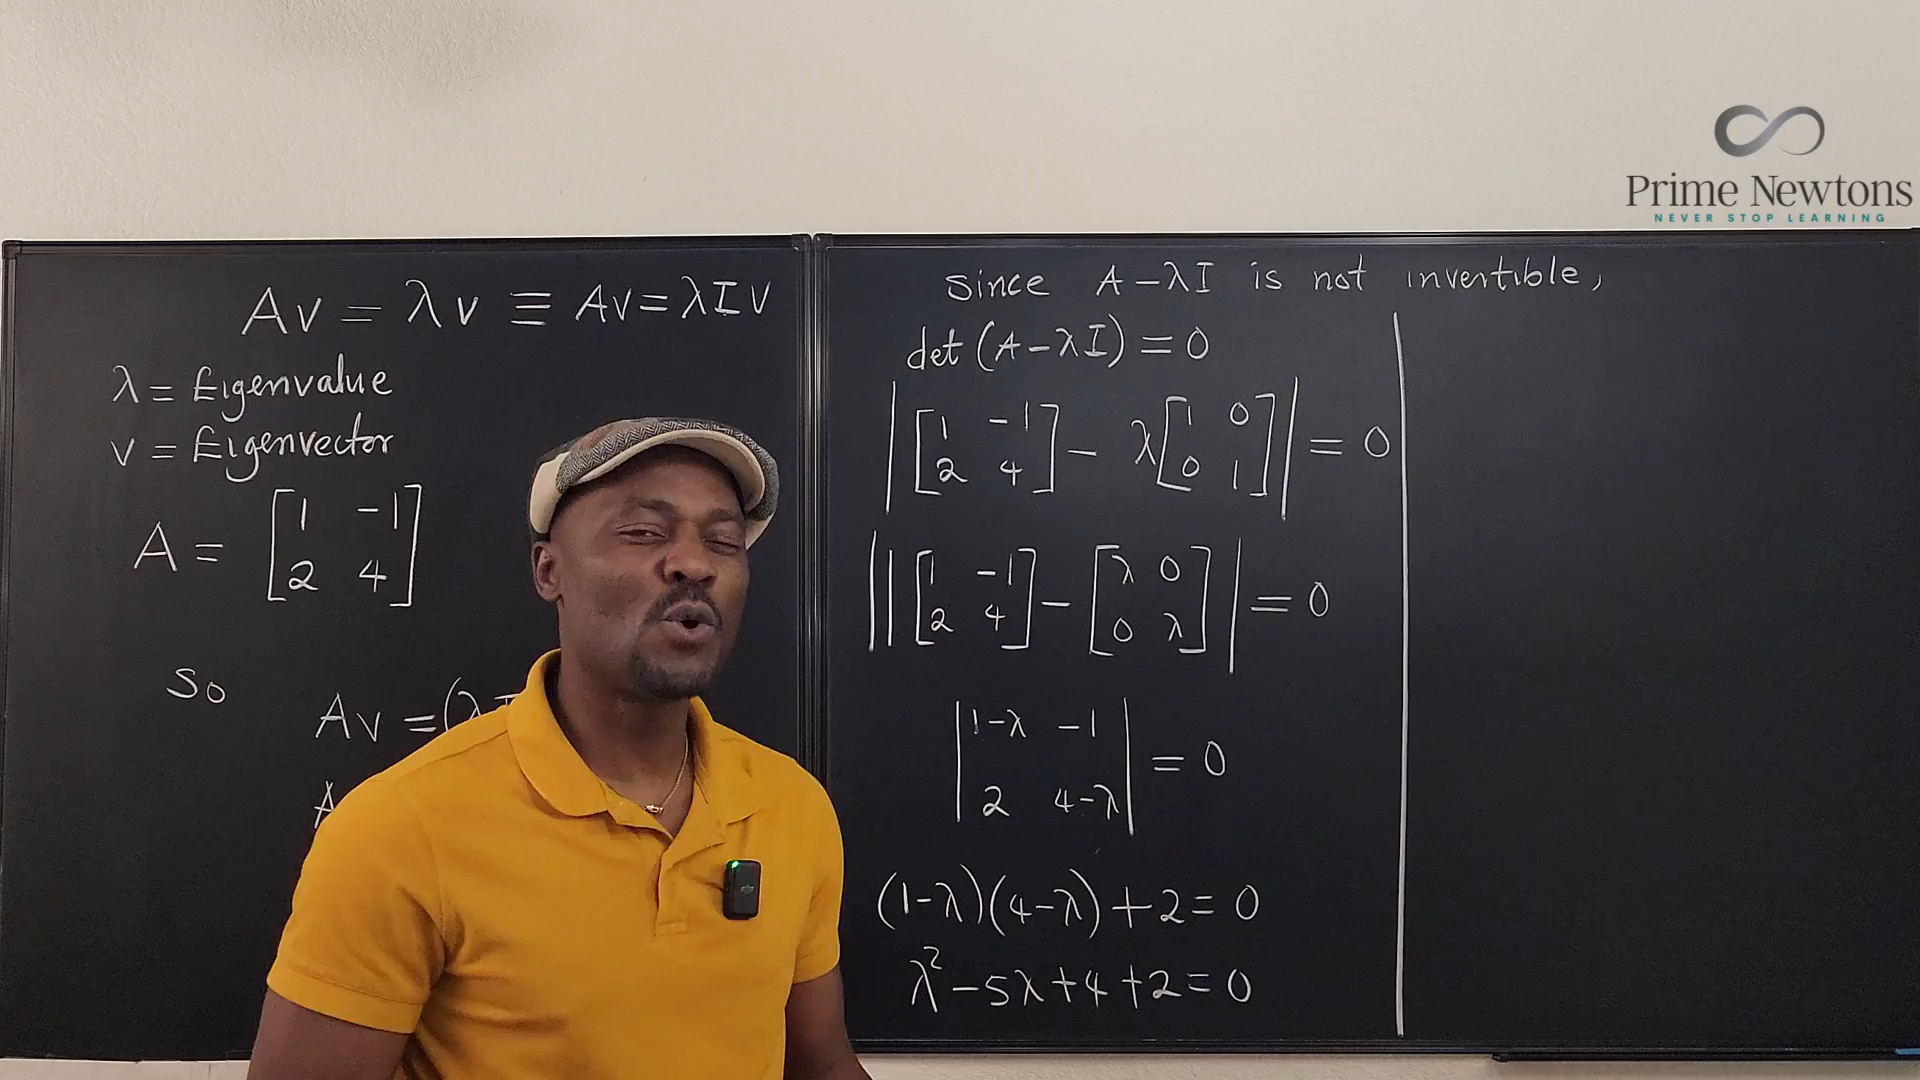 Prime Newtons
NEVER STOP LEARNING
Av = λv ≡ Av = λIv
λ = Eigenvalue
v = Eigenvector
A = [1 -1
2 4]
So
Av = (λI
A
Since A-λI is not invertible,
det (A-λI) = 0
|[1 -1
2 4] - λ[1 0
0 1]| = 0
||[1 -1
2 4] - [λ 0
0 λ]| = 0
|1-λ -1
2 4-λ| = 0
(1-λ)(4-λ)+2 = 0
λ²-5λ+4+2 = 0